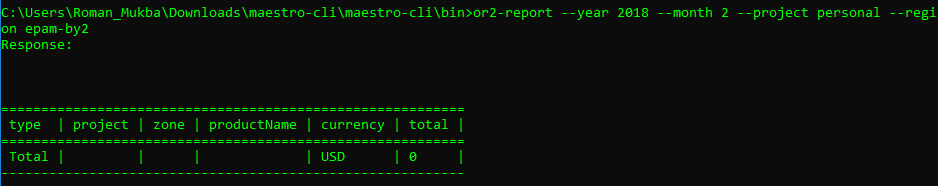 C:\Users\Roman_Mukba\Downloads\maestro-cli\maestro-cli\bin>or2-report --year 2018 --month 2 --project personal --regi
on epam-by2
Response:
=========================================================
type | project | zone | productName | currency | total |
=========================================================
Total | | | | USD | 0 |
---------------------------------------------------------